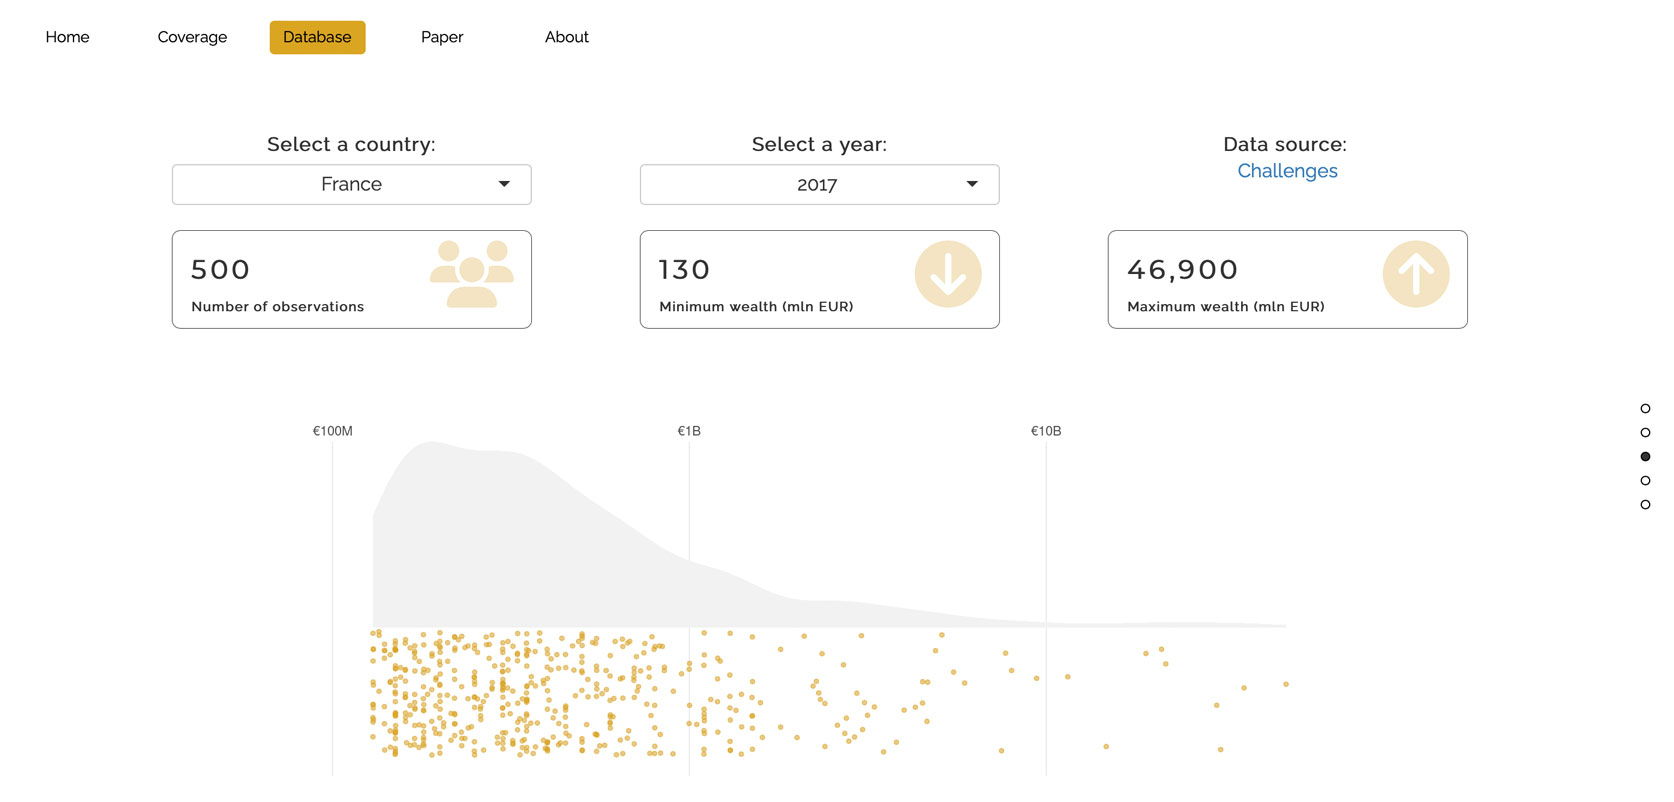 Home Coverage Database Paper About
Select a country:
France
Select a year:
2017
Data source:
Challenges
500
Number of observations
130
Minimum wealth (mln EUR)
46,900
Maximum wealth (mln EUR)
€100M €1B €10B